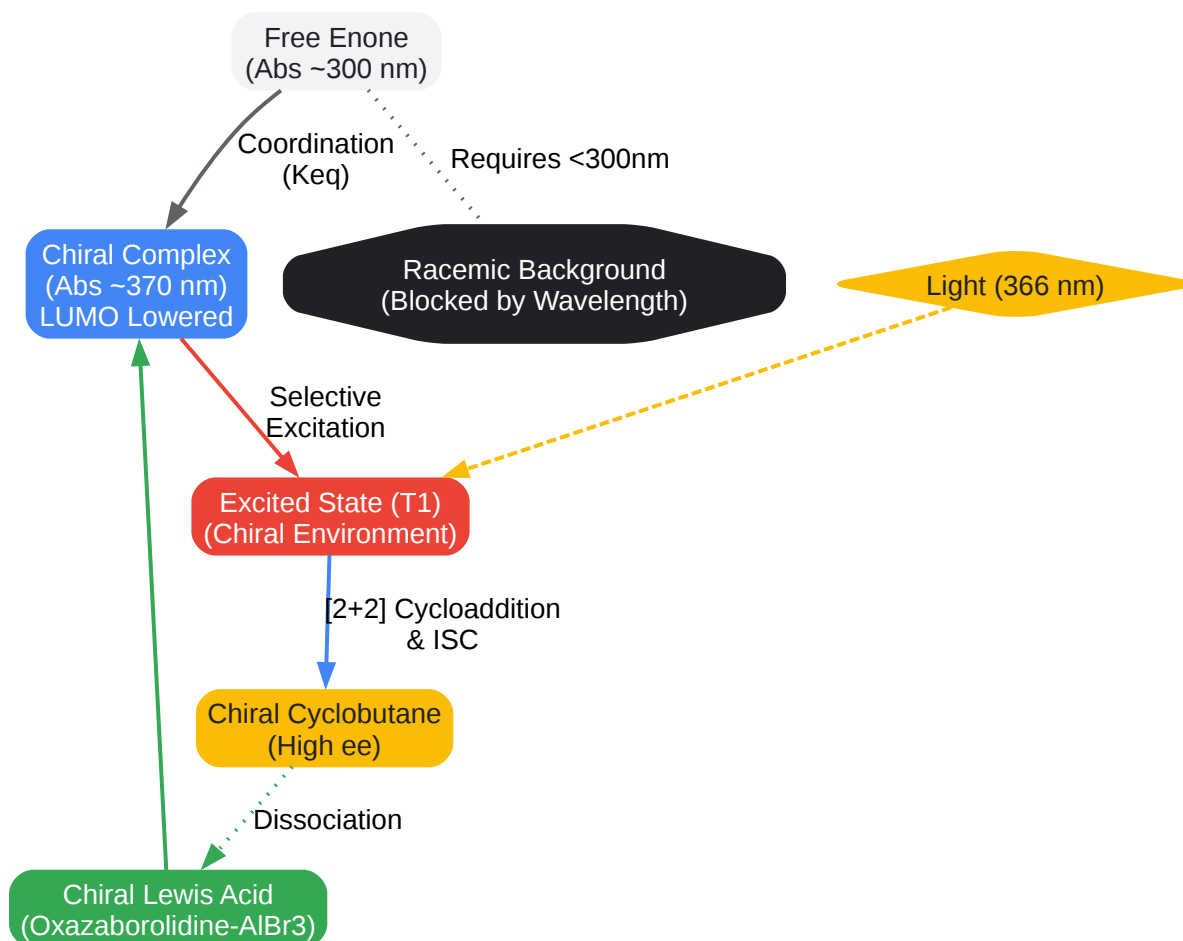 Free Enone
(Abs ~300 nm)
Coordination
(Keq)
Requires <300nm
Chiral Complex
(Abs ~370 nm)
LUMO Lowered
Racemic Background
(Blocked by Wavelength)
Light (366 nm)
Selective
Excitation
Excited State (T1)
(Chiral Environment)
[2+2] Cycloaddition
& ISC
Chiral Cyclobutane
(High ee)
Dissociation
Chiral Lewis Acid
(Oxazaborolidine-AlBr3)